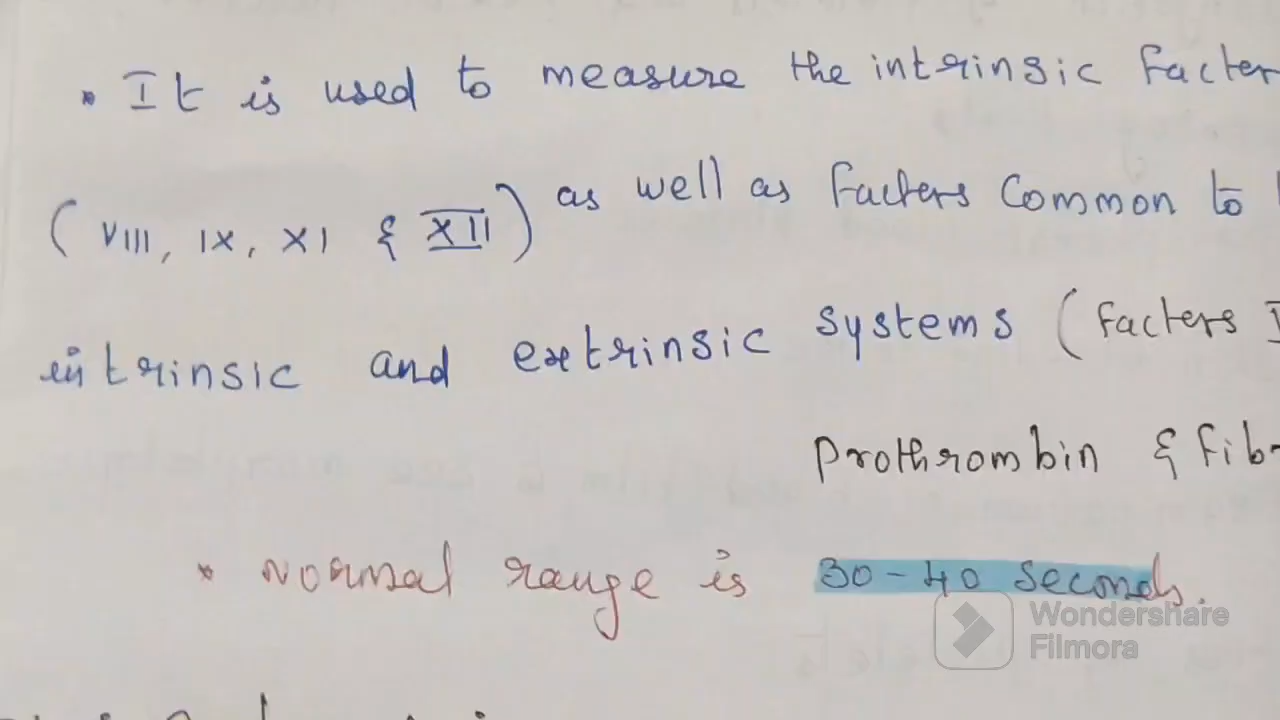 • It is used to measure the intrinsic Facter
( VIII, IX, XI & XII ) as well as Facters Common to
intrinsic and extrinsic systems ( Facters
Prothrombin & Fib
* Normal range is 30-40 Seconds.
Wondershare
Filmora